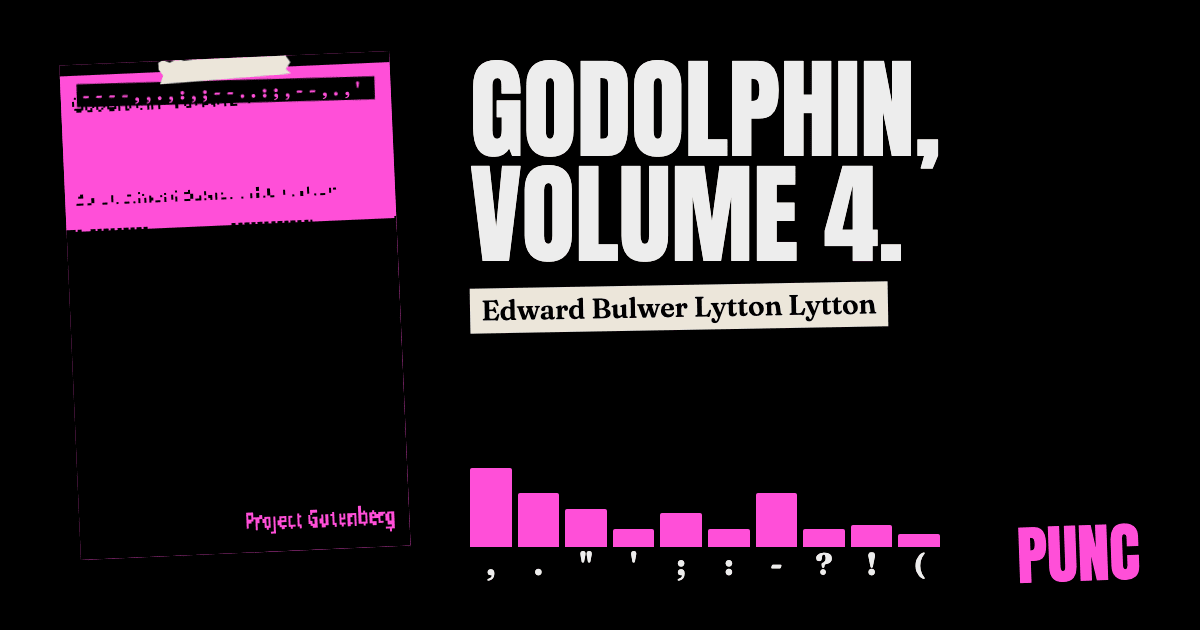 - - - - , , . , : , ; - - . . : ; , - - , . , '
Project Gutenberg
GODOLPHIN,
VOLUME 4.
Edward Bulwer Lytton Lytton
, . " ' ; : - ? ! (
PUNC